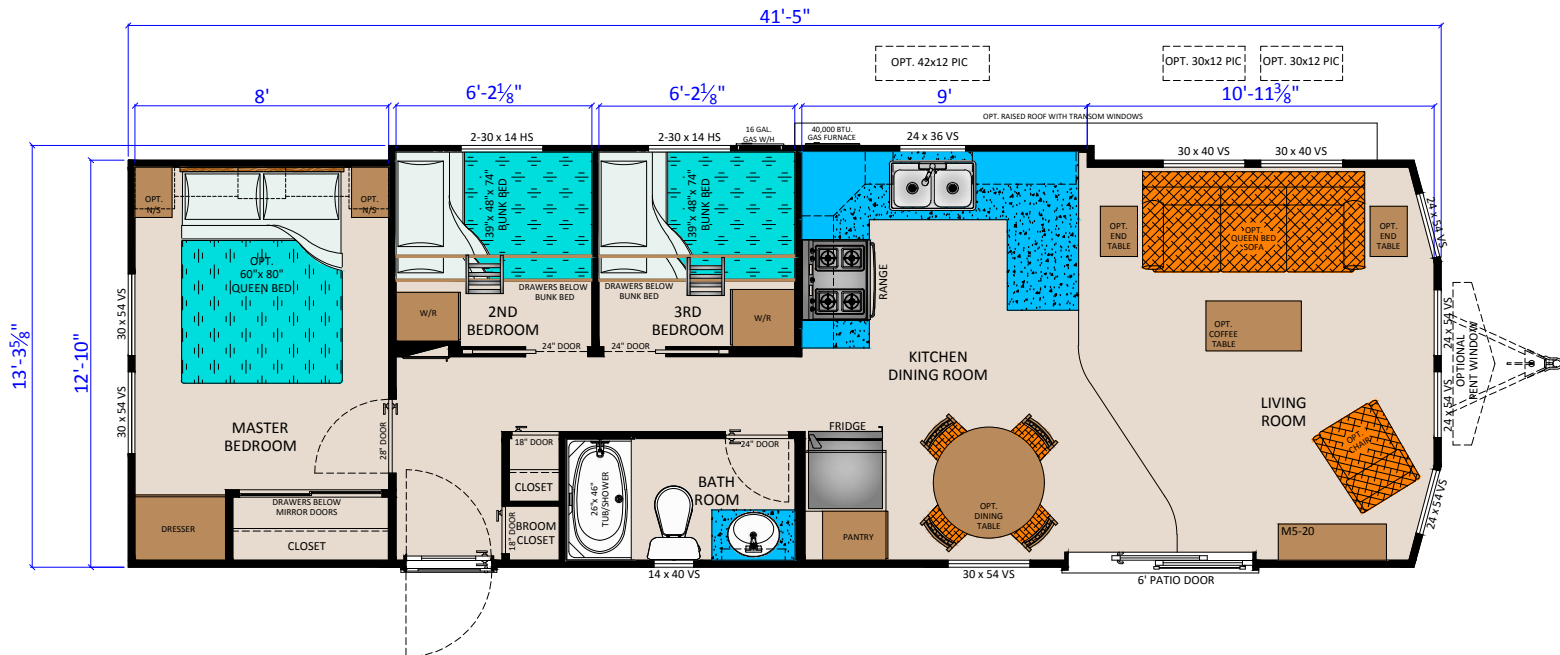 41'-5"
OPT. 42x12 PIC
OPT. 30x12 PIC
OPT. 30x12 PIC
8'
6'-2⅛"
6'-2⅛"
9'
10'-11⅜"
OPT. RAISED ROOF WITH TRANSOM WINDOWS
2-30 x 14 HS
2-30 x 14 HS
16 GAL.
GAS W/H
40,000 BTU.
GAS FURNACE
24 x 36 VS
30 x 40 VS
30 x 40 VS
13'-3⅝"
12'-10"
30 x 54 VS
30 x 54 VS
OPT.
N/S
OPT.
N/S
OPT.
60"x 80"
QUEEN BED
MASTER
BEDROOM
28" DOOR
DRESSER
DRAWERS BELOW
MIRROR DOORS
CLOSET
39"x 48"x 74"
BUNK BED
DRAWERS BELOW
BUNK BED
W/R
2ND
BEDROOM
24" DOOR
39"x 48"x 74"
BUNK BED
DRAWERS BELOW
BUNK BED
3RD
BEDROOM
W/R
24" DOOR
RANGE
KITCHEN
DINING ROOM
18" DOOR
CLOSET
18" DOOR
BROOM
CLOSET
26"x 46"
TUB/SHOWER
24" DOOR
BATH
ROOM
14 x 40 VS
FRIDGE
PANTRY
OPT.
DINING
TABLE
30 x 54 VS
OPT.
END
TABLE
OPT.
QUEEN BED
SOFA
OPT.
END
TABLE
OPT.
COFFEE
TABLE
LIVING
ROOM
OPT.
CHAIR
M5-20
6' PATIO DOOR
24 x 54 VS
24 x 54 VS
24 x 54 VS
24 x 54 VS
OPTIONAL
PENT WINDOW